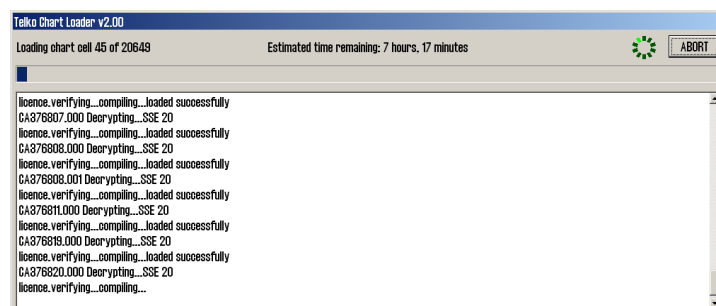 Telko Chart Loader v2.00
Loading chart cell 45 of 20649
Estimated time remaining: 7 hours, 17 minutes
ABORT
licence.verifying...compiling...loaded successfully
CA376807.000 Decrypting...SSE 20
licence.verifying...compiling...loaded successfully
CA376808.000 Decrypting...SSE 20
licence.verifying...compiling...loaded successfully
CA376808.001 Decrypting...SSE 20
licence.verifying...compiling...loaded successfully
CA376811.000 Decrypting...SSE 20
licence.verifying...compiling...loaded successfully
CA376819.000 Decrypting...SSE 20
licence.verifying...compiling...loaded successfully
CA376820.000 Decrypting...SSE 20
licence.verifying...compiling...